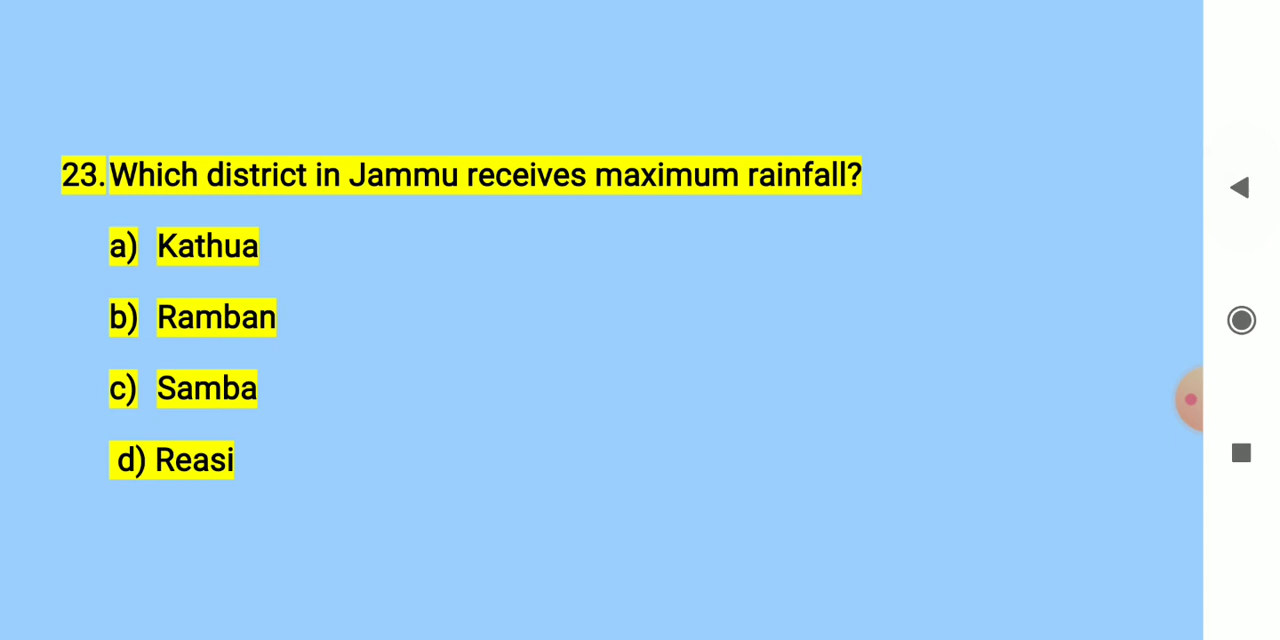 23. Which district in Jammu receives maximum rainfall?
a) Kathua
b) Ramban
c) Samba
d) Reasi